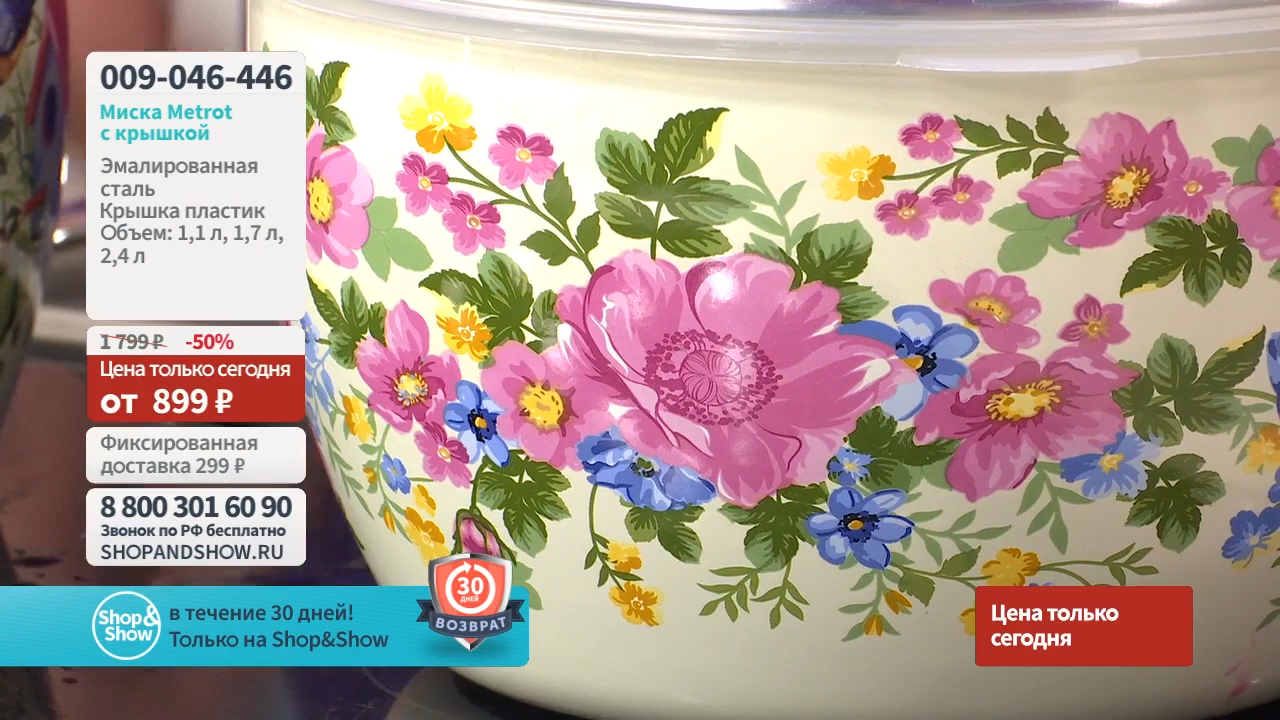 009-046-446
Миска Metrot
с крышкой
Эмалированная
сталь
Крышка пластик
Объем: 1,1 л, 1,7 л,
2,4 л
1 799 ₽ -50%
Цена только сегодня
от 899 ₽
Фиксированная
доставка 299 ₽
8 800 301 60 90
Звонок по РФ бесплатно
SHOPANDSHOW.RU
Shop&
Show
в течение 30 дней!
Только на Shop&Show
30
ДНЕЙ
ВОЗВРАТ
Цена только
сегодня